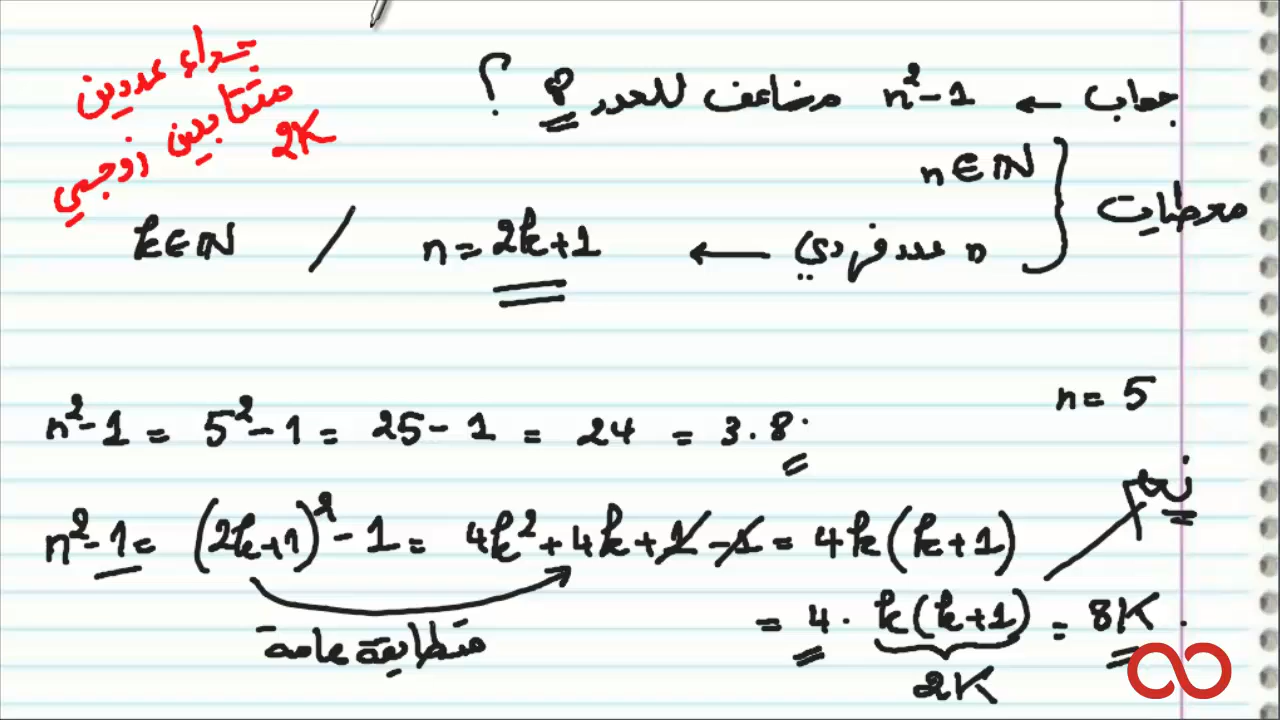 جداء عددين
متتابعين زوجي
2K
جواب ← n²-1 مضاعف للعدد 8 ؟
معطيات
n ∈ ℕ
n عدد فردي ← n = 2k+1 / k ∈ ℕ
n = 5
n²-1 = 5²-1 = 25-1 = 24 = 3.8.
نعم
n²-1 = (2k+1)²-1 = 4k²+4k+1-1 = 4k(k+1)
= 4. k(k+1) = 8K.
متطابقة هامة
2K